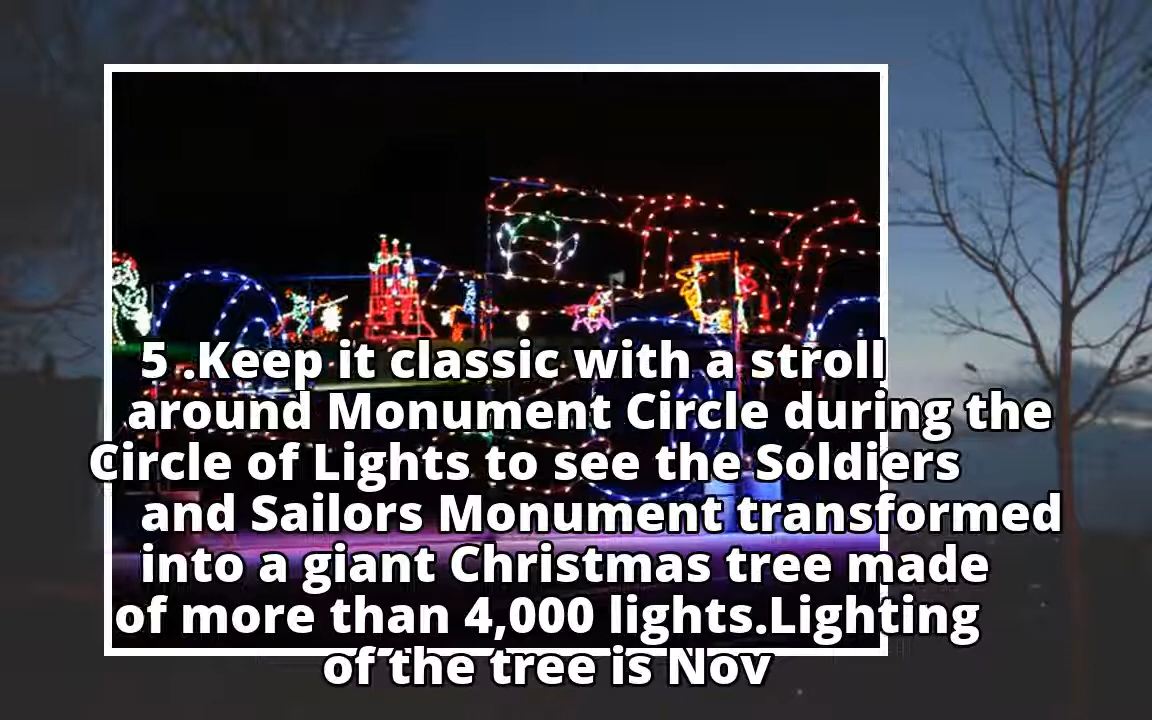 5 .Keep it classic with a stroll
around Monument Circle during the
Circle of Lights to see the Soldiers
and Sailors Monument transformed
into a giant Christmas tree made
of more than 4,000 lights.Lighting
of the tree is Nov